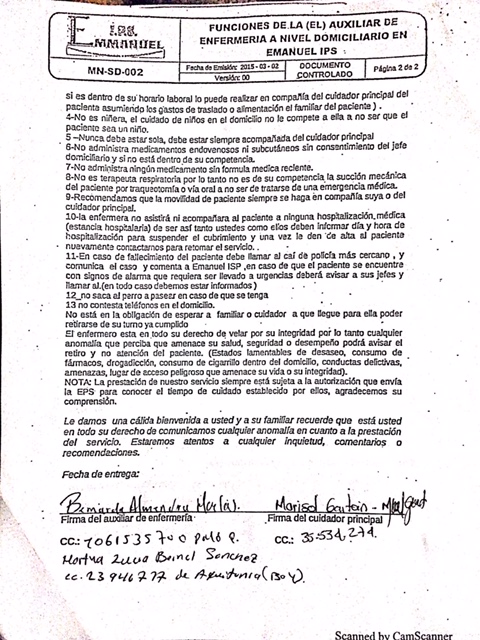 I.P.S.
EMMANUEL
MN-SD-002
FUNCIONES DE LA (EL) AUXILIAR DE
ENFERMERIA A NIVEL DOMICILIARIO EN
EMANUEL IPS
Fecha de Emisión: 2015 - 03 - 02
Versión: 00
DOCUMENTO
CONTROLADO
Página 2 de 2
si es dentro de su horario laboral lo puede realizar en compañía del cuidador principal del
paciente asumiendo los gastos de traslado o alimentación el familiar del paciente ) .
4-No es niñera, el cuidado de niños en el domicilio no le compete a ella a no ser que el
paciente sea un niño.
5 –Nunca debe estar sola, debe estar siempre acompañada del cuidador principal
6-No administra medicamentos endovenosos ni subcutáneos sin consentimiento del jefe
domiciliario y si no está dentro de su competencia.
7-No administra ningún medicamento sin formula medica reciente.
8-No es terapeuta respiratoria por lo tanto no es de su competencia la succión mecánica
del paciente por traqueotomía o vía oral a no ser de tratarse de una emergencia médica.
9-Recomendamos que la movilidad de paciente siempre se haga en compañía suya o del
cuidador principal.
10-la enfermera no asistirá ni acompañara al paciente a ninguna hospitalización,médica
(estancia hospitalaria) de ser así tanto ustedes como ellos deben informar día y hora de
hospitalización para suspender el cubrimiento y una vez la den de alta al paciente
nuevamente contactarnos para retomar el servicio. .
11-En caso de fallecimiento del paciente debe llamar al caí de policía más cercano , y
comunica el caso y comenta a Emanuel ISP ,en caso de que el paciente se encuentre
con signos de alarma que requiera ser llevado a urgencias deberá avisar a sus jefes y
llamar al.(en todo caso debemos estar informados )
12_no saca al perro a pasear en caso de que se tenga
13 no contesta teléfonos en el domicilio.
No está en la obligación de esperar a familiar o cuidador a que llegue para ella poder
retirarse de su turno ya cumplido
El enfermero esta en todo su derecho de velar por su integridad por lo tanto cualquier
anomalía que perciba que amenace su salud, seguridad o desempeño podrá avisar el
retiro y no atención del paciente. (Estados lamentables de desaseo, consumo de
fármacos, drogadicción, consumo de cigarrillo dentro del domicilio, conductas delictivas,
amenazas, lugar de acceso peligroso que amenace su vida o su integridad).
NOTA: La prestación de nuestro servicio siempre está sujeta a la autorización que envía
la EPS para conocer el tiempo de cuidado establecido por ellos, agradecemos su
comprensión.
Le damos una cálida bienvenida a usted y a su familiar recuerde que está usted
en todo su derecho de comunicarnos cualquier anomalía en cuanto a la prestación
del servicio. Estaremos atentos a cualquier inquietud, comentarios o
recomendaciones.
Fecha de entrega:
Marisol Gaitan
Firma del auxiliar de enfermería
Firma del cuidador principal
cc.: 1061535700
cc.: 35534274
Sanchez
cc. 23946777 de Aquitania (Boy).
Scanned by CamScanner